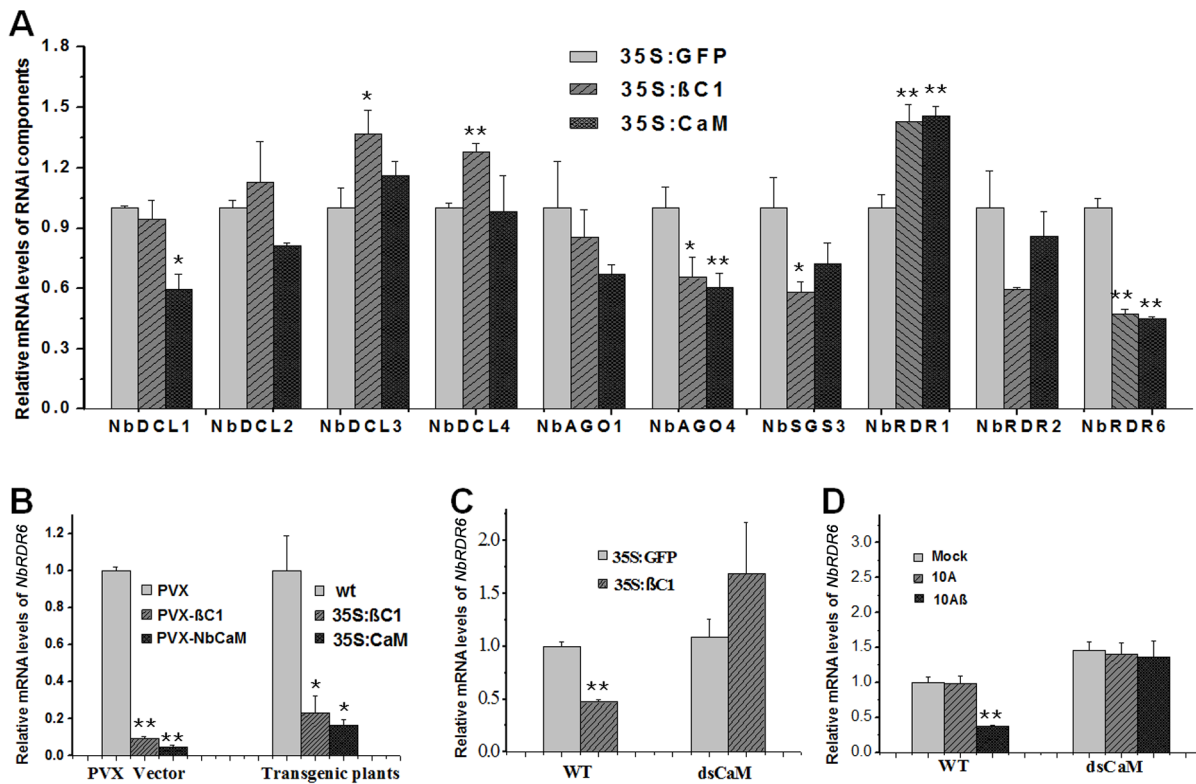 A
Relative mRNA levels of RNAi components
1.8
1.5
1.2
0.9
0.6
0.3
0.0
35S:GFP
35S:ßC1
35S:CaM
*
*
**
*
**
*
**
**
**
**
NbDCL1 NbDCL2 NbDCL3 NbDCL4 NbAGO1 NbAGO4 NbSGS3 NbRDR1 NbRDR2 NbRDR6
B
Relative mRNA levels of NbRDR6
1.2
1.0
0.8
0.6
0.4
0.2
0.0
PVX
PVX-ßC1
PVX-NbCaM
wt
35S:ßC1
35S:CaM
**
**
*
*
PVX Vector Transgenic plants
C
Relative mRNA levels of NbRDR6
2.0
1.5
1.0
0.5
0.0
35S:GFP
35S:ßC1
**
WT dsCaM
D
Relative mRNA levels of NbRDR6
3.0
2.5
2.0
1.5
1.0
0.5
0.0
Mock
10A
10Aß
**
WT dsCaM